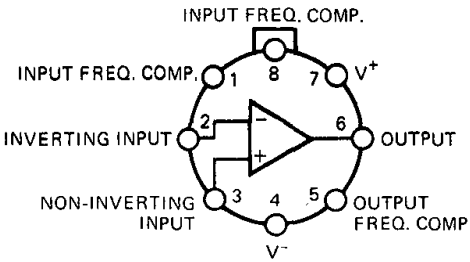 INPUT FREQ. COMP.
INPUT FREQ. COMP.
1
8
7
V+
INVERTING INPUT
2
−
6
OUTPUT
+
NON-INVERTING
INPUT
3
4
5
OUTPUT
FREQ. COMP
V−